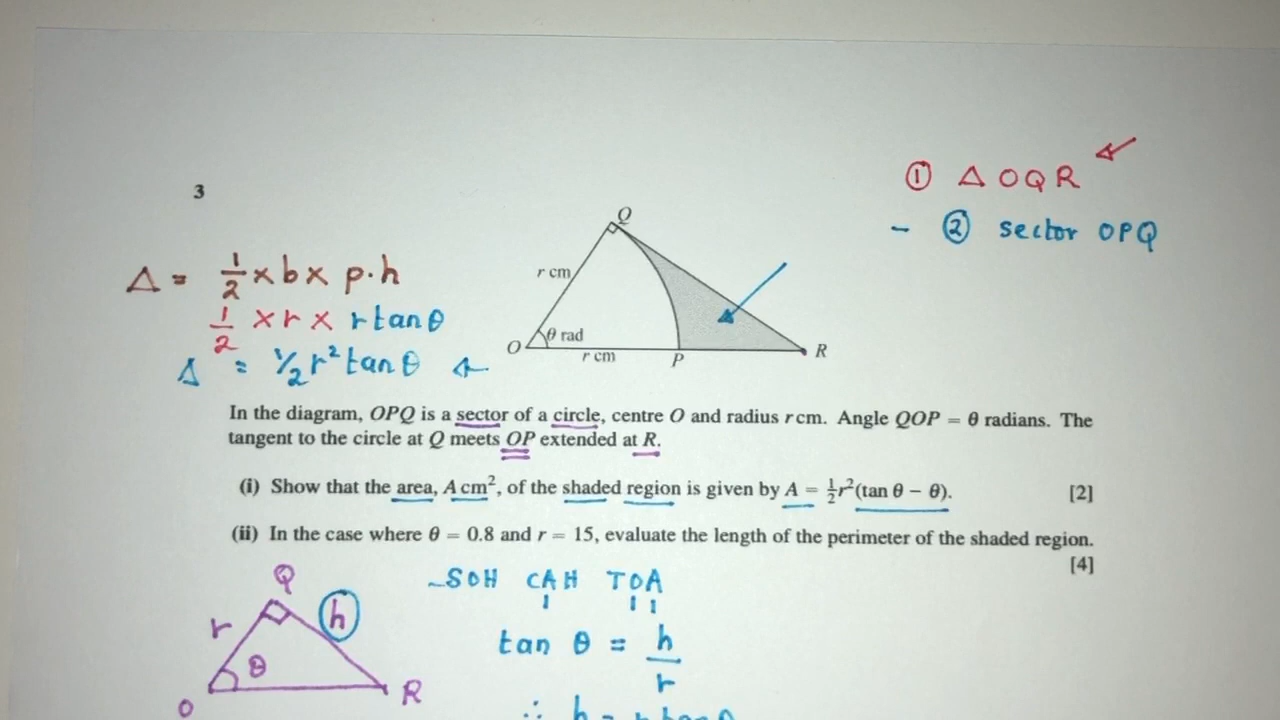 ① Δ OQR
3
- ② sector OPQ
Q
Δ = 1/2 × b × p.h
r cm
1/2 × r × r tan θ
θ rad
O
r cm
P
R
Δ = ½ r² tan θ
In the diagram, OPQ is a sector of a circle, centre O and radius r cm. Angle QOP = θ radians. The
tangent to the circle at Q meets OP extended at R.
(i) Show that the area, A cm², of the shaded region is given by A = ½r²(tan θ − θ). [2]
(ii) In the case where θ = 0.8 and r = 15, evaluate the length of the perimeter of the shaded region.
[4]
Q
SOH CAH TOA
r
h
tan θ = h/r
θ
O
R
∴ h = r tan θ